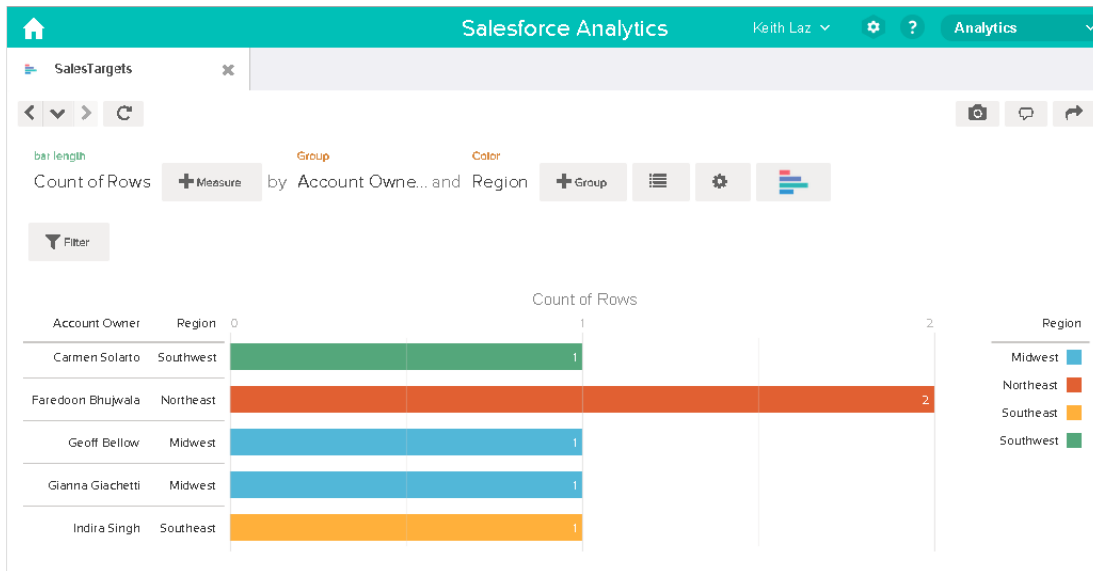 Salesforce Analytics Keith Laz ? Analytics
SalesTargets
bar length Group Color
Count of Rows Measure by Account Owne... and Region Group
Filter
Count of Rows
Account Owner Region 0 1 2 Region
Carmen Solarto Southwest 1 Midwest
Faredoon Bhujwala Northeast 2 Northeast
Southeast
Geoff Bellow Midwest 1 Southwest
Gianna Giachetti Midwest 1
Indira Singh Southeast 1